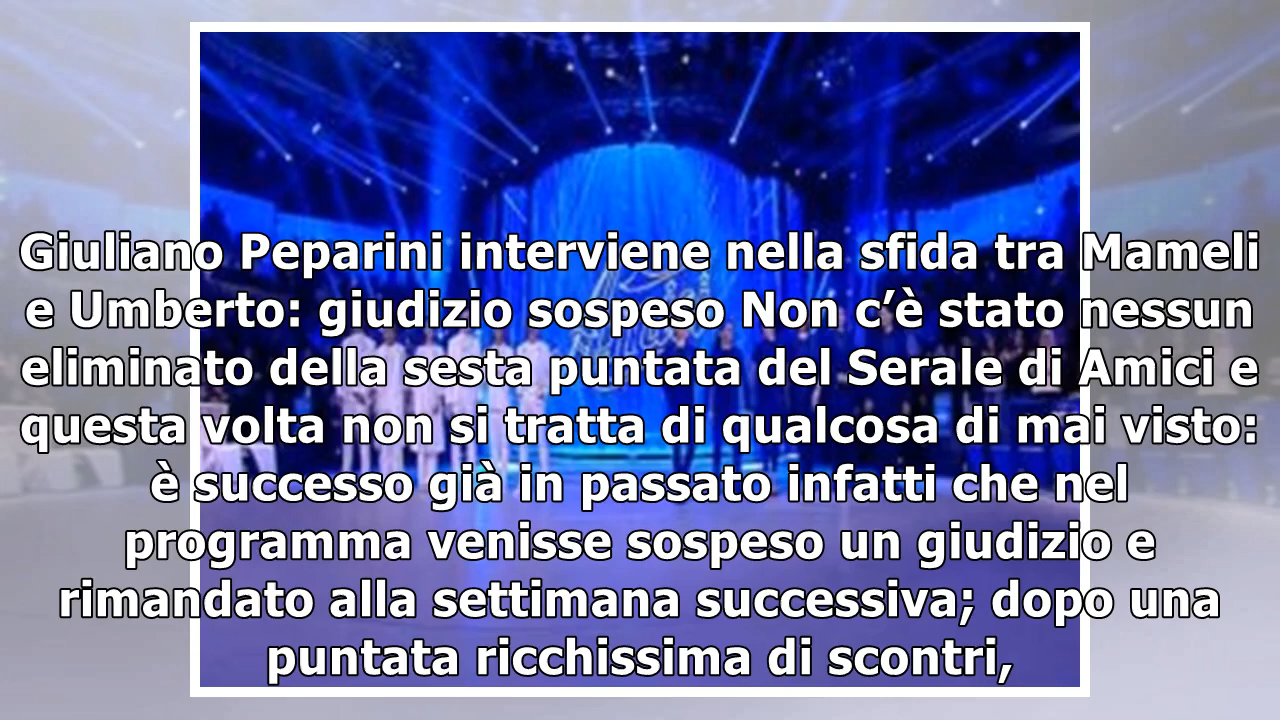 Giuliano Peparini interviene nella sfida tra Mameli
e Umberto: giudizio sospeso Non c’è stato nessun
eliminato della sesta puntata del Serale di Amici e
questa volta non si tratta di qualcosa di mai visto:
è successo già in passato infatti che nel
programma venisse sospeso un giudizio e
rimandato alla settimana successiva; dopo una
puntata ricchissima di scontri,